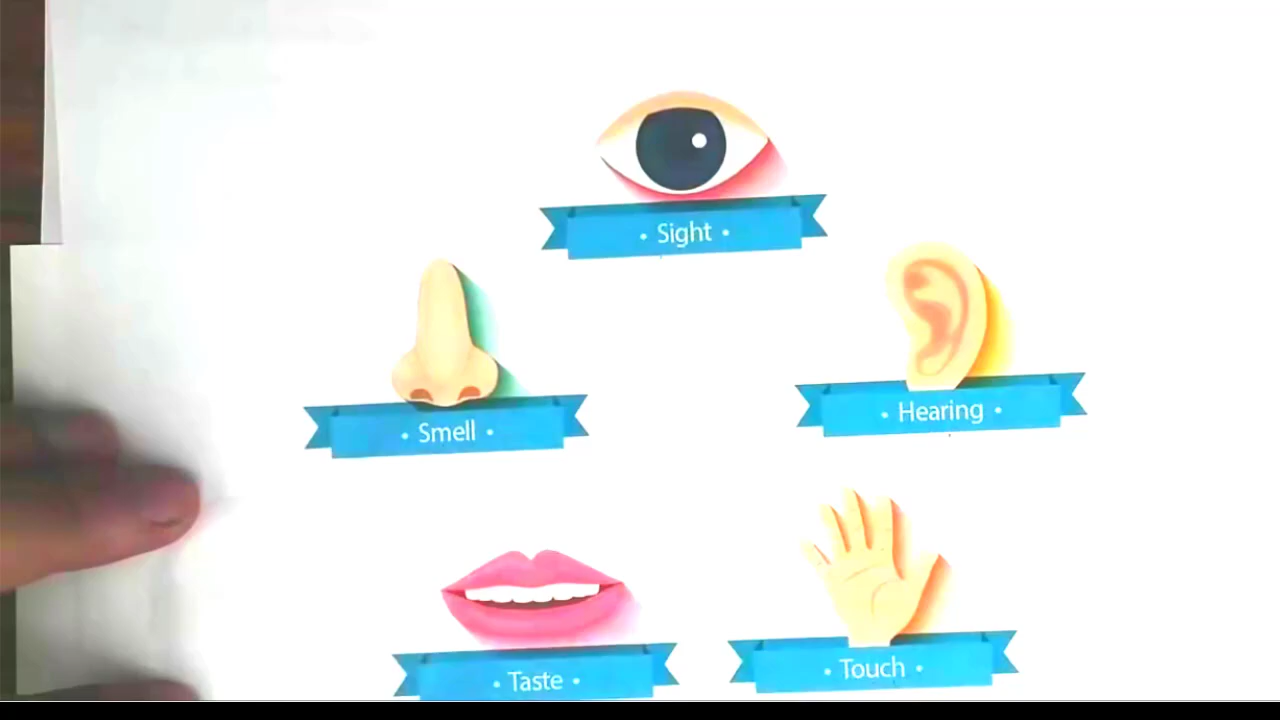 • Sight •
• Smell •
• Hearing •
• Taste •
• Touch •